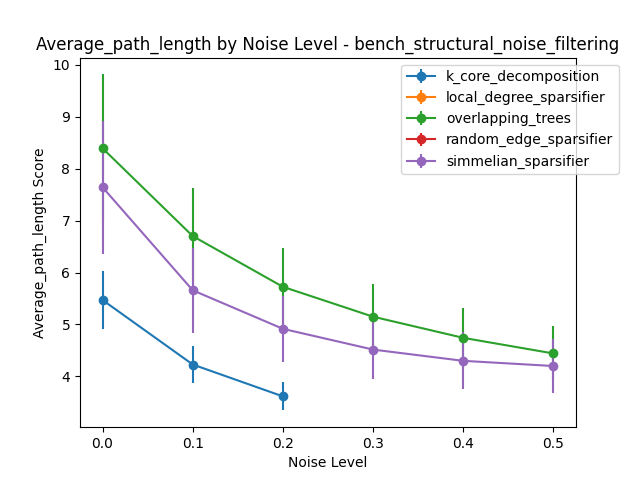 Average_path_length by Noise Level - bench_structural_noise_filtering
k_core_decomposition
local_degree_sparsifier
overlapping_trees
random_edge_sparsifier
simmelian_sparsifier
Average_path_length Score
10
9
8
7
6
5
4
0.0 0.1 0.2 0.3 0.4 0.5
Noise Level